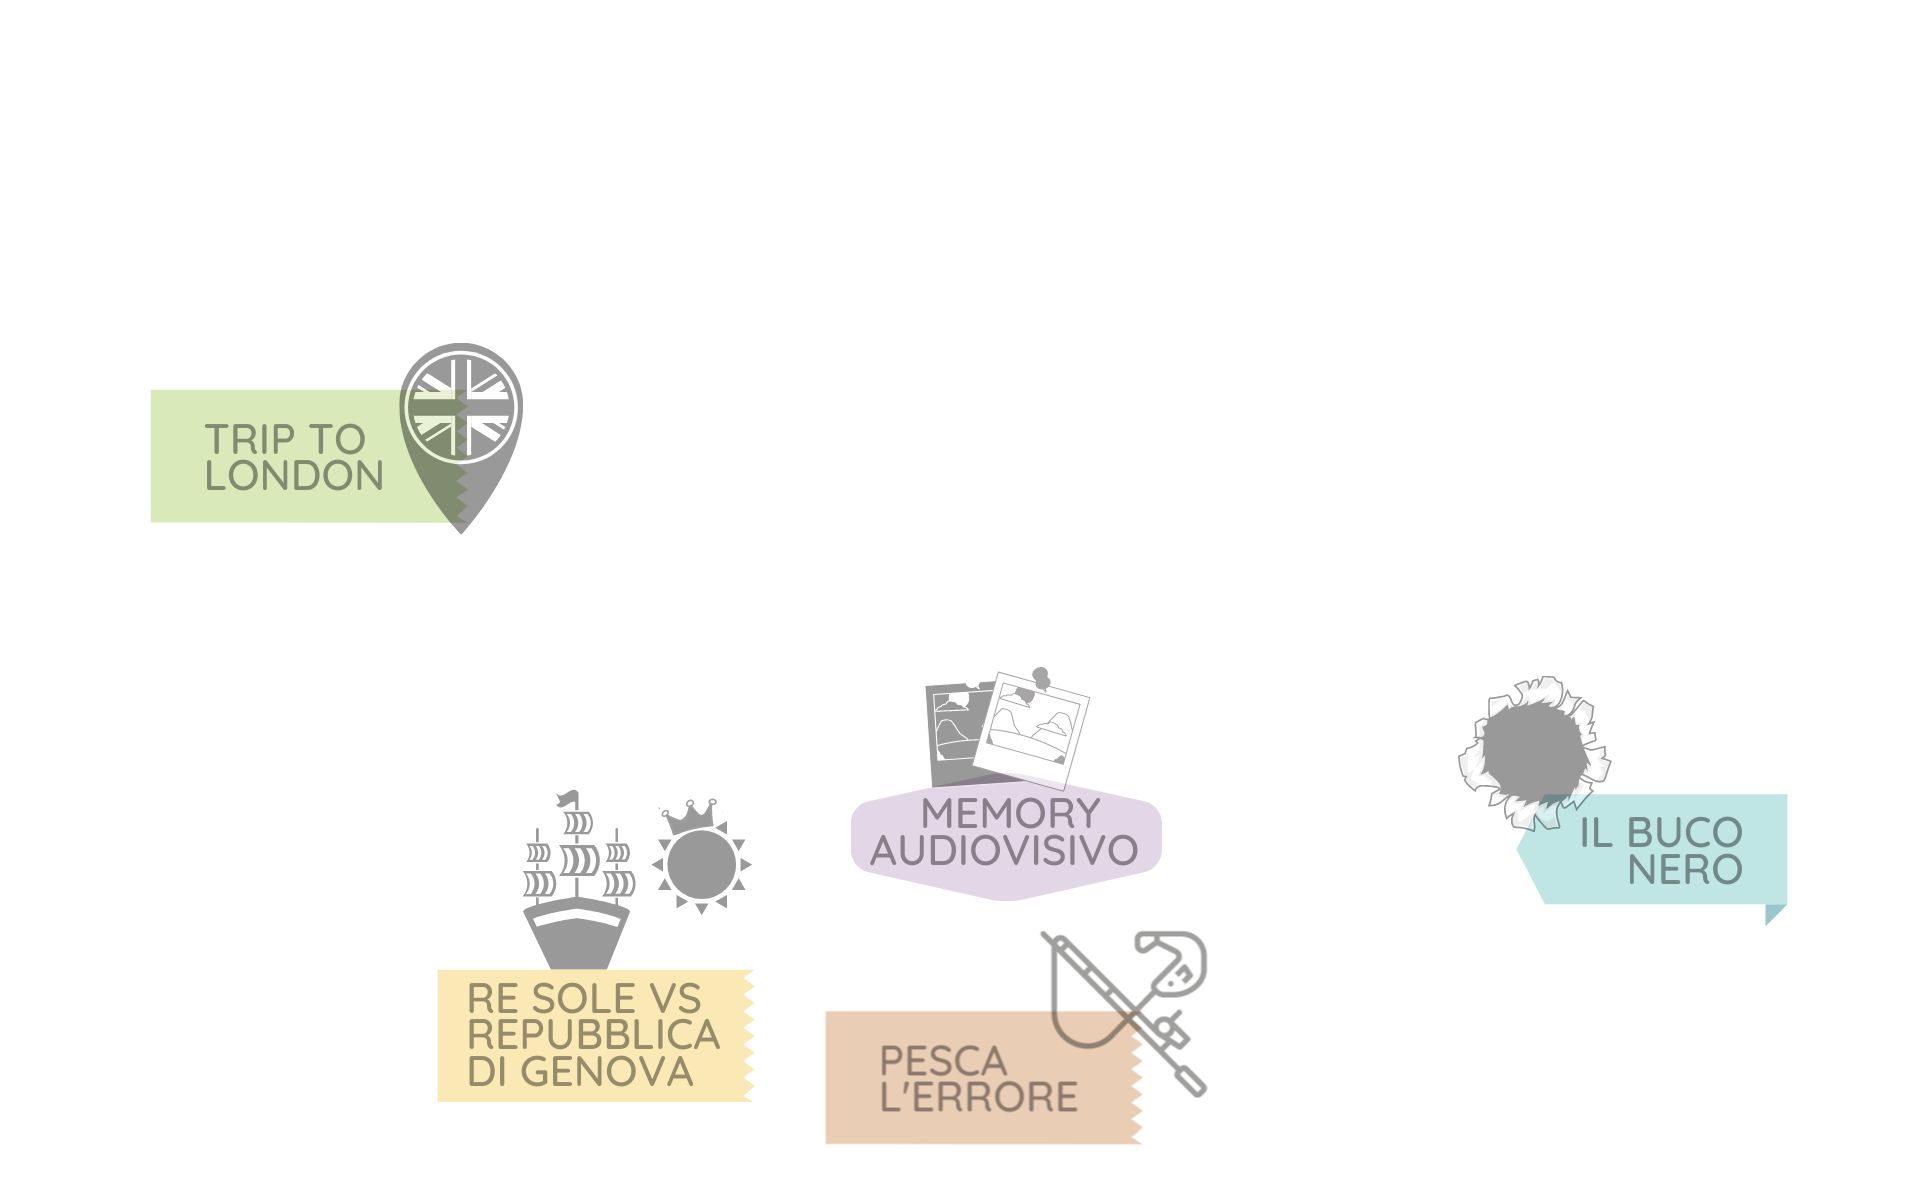 TRIP TO
LONDON
MEMORY
AUDIOVISIVO
IL BUCO
NERO
RE SOLE VS
REPUBBLICA
DI GENOVA
PESCA
L'ERRORE